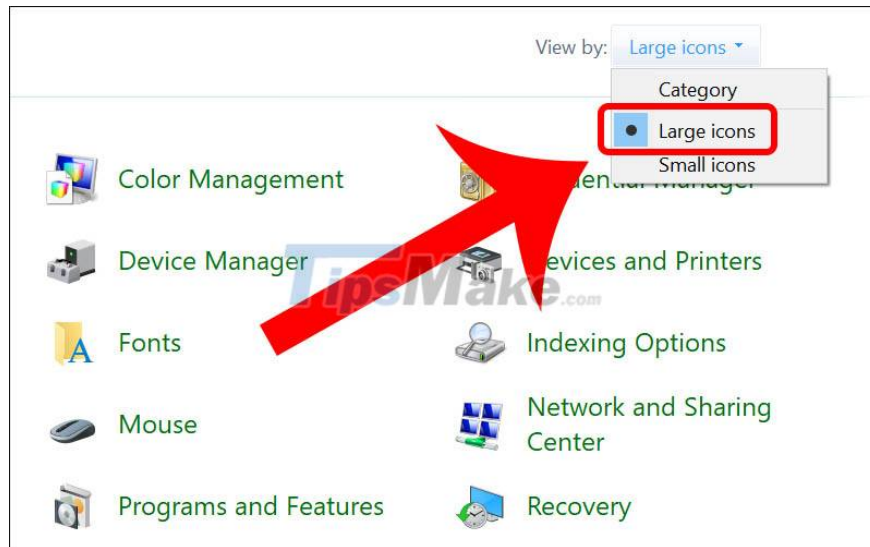 View by: Large icons
Category
Large icons
Small icons
Color Management
Manager
Device Manager
Devices and Printers
TipsMake.com
Fonts
Indexing Options
Mouse
Network and Sharing
Center
Programs and Features
Recovery